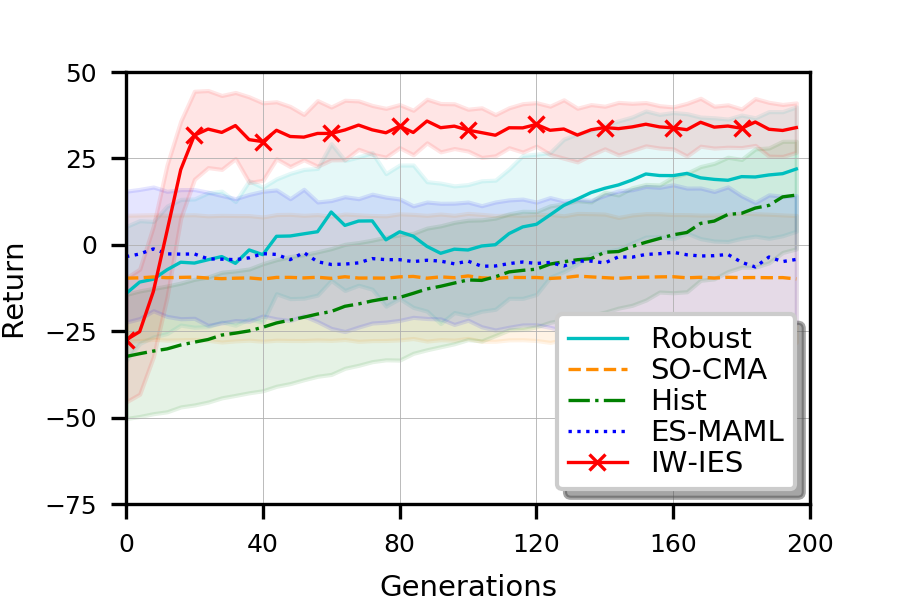 50
25
0
−25
−50
−75
Return
0 40 80 120 160 200
Generations
Robust
SO-CMA
Hist
ES-MAML
IW-IES